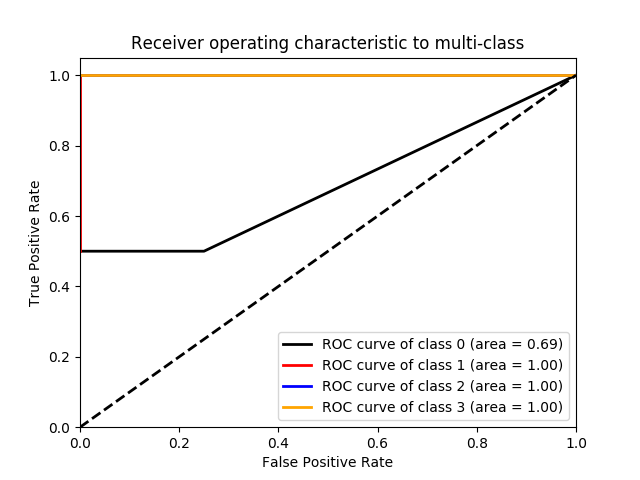 Receiver operating characteristic to multi-class
1.0
0.8
0.6
0.4
0.2
0.0
True Positive Rate
ROC curve of class 0 (area = 0.69)
ROC curve of class 1 (area = 1.00)
ROC curve of class 2 (area = 1.00)
ROC curve of class 3 (area = 1.00)
0.0 0.2 0.4 0.6 0.8 1.0
False Positive Rate